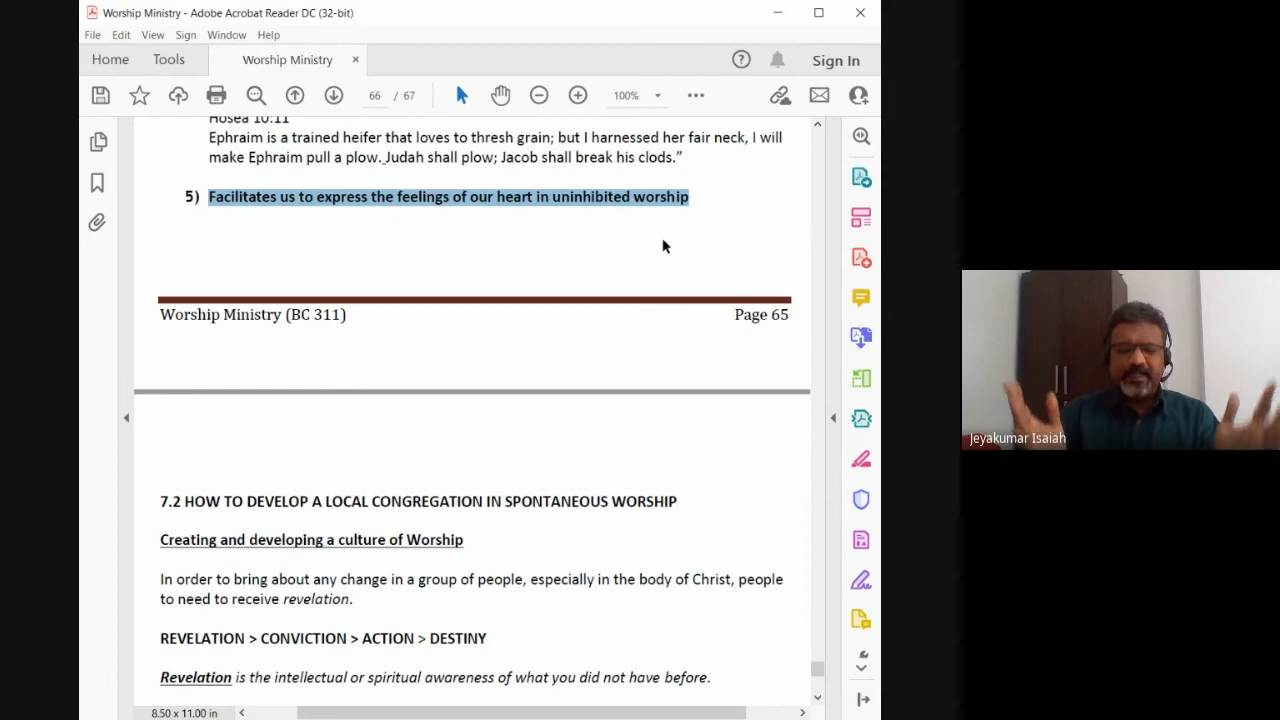 Worship Ministry - Adobe Acrobat Reader DC (32-bit)
File Edit View Sign Window Help
Home Tools Worship Ministry × Sign In
66 / 67 100%
Hosea 10:11
Ephraim is a trained heifer that loves to thresh grain; but I harnessed her fair neck, I will
make Ephraim pull a plow. Judah shall plow; Jacob shall break his clods.”
5) Facilitates us to express the feelings of our heart in uninhibited worship
Worship Ministry (BC 311) Page 65
Jeyakumar Isaiah
7.2 HOW TO DEVELOP A LOCAL CONGREGATION IN SPONTANEOUS WORSHIP
Creating and developing a culture of Worship
In order to bring about any change in a group of people, especially in the body of Christ, people
to need to receive revelation.
REVELATION > CONVICTION > ACTION > DESTINY
Revelation is the intellectual or spiritual awareness of what you did not have before.
8.50 x 11.00 in